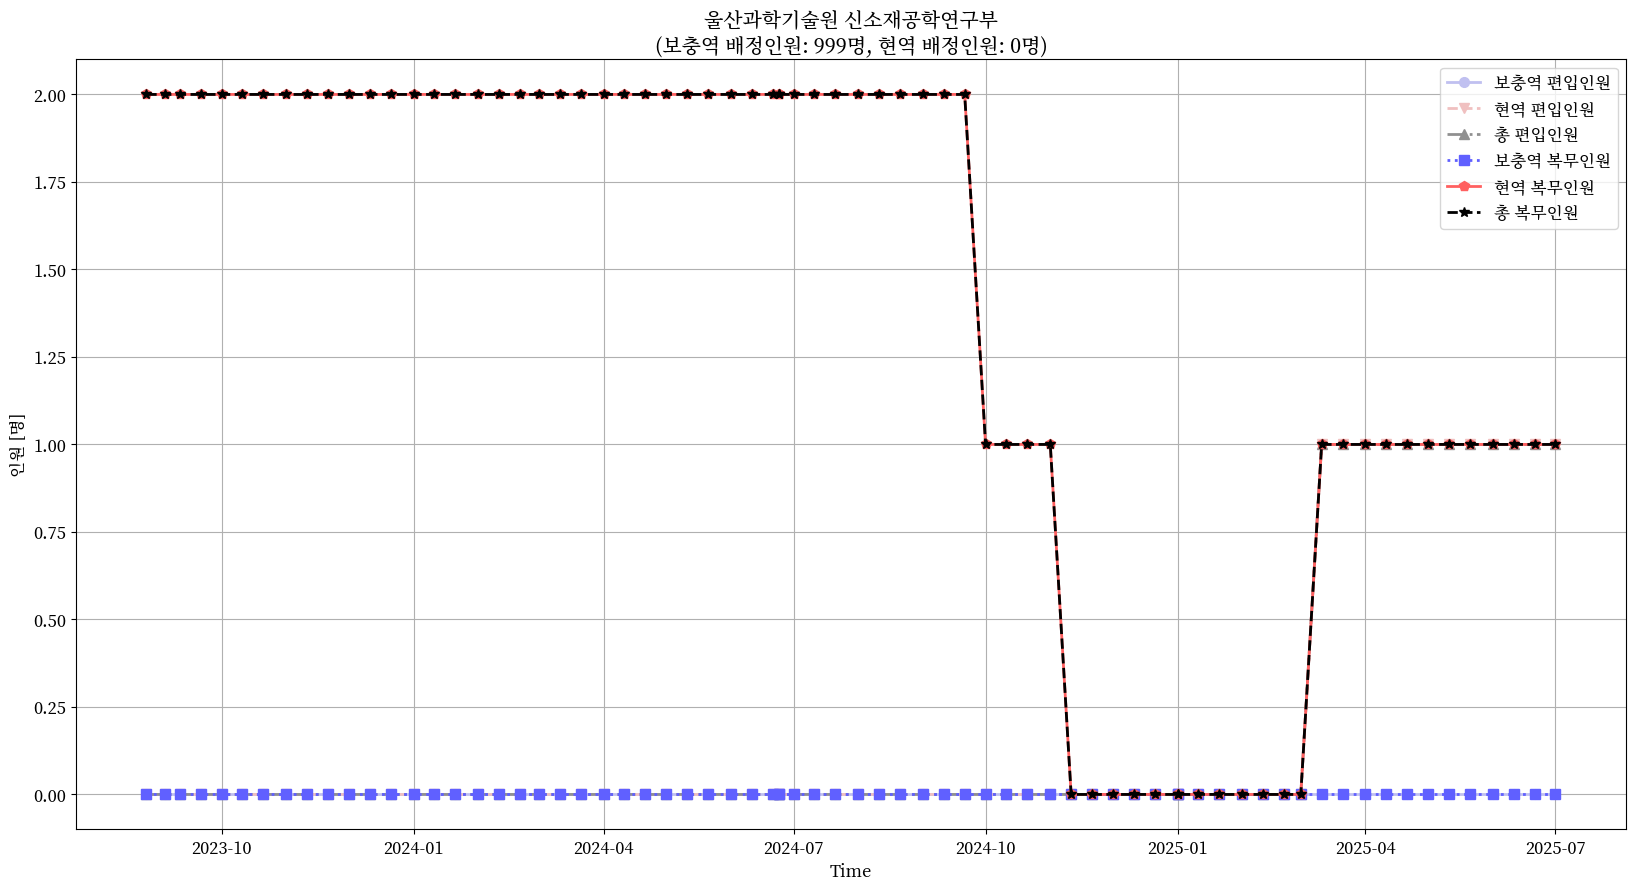 울산과학기술원 신소재공학연구부
(보충역 배정인원: 999명, 현역 배정인원: 0명)
보충역 편입인원
현역 편입인원
총 편입인원
보충역 복무인원
현역 복무인원
총 복무인원
인원 [명]
2.00
1.75
1.50
1.25
1.00
0.75
0.50
0.25
0.00
2023-10
2024-01
2024-04
2024-07
2024-10
2025-01
2025-04
2025-07
Time